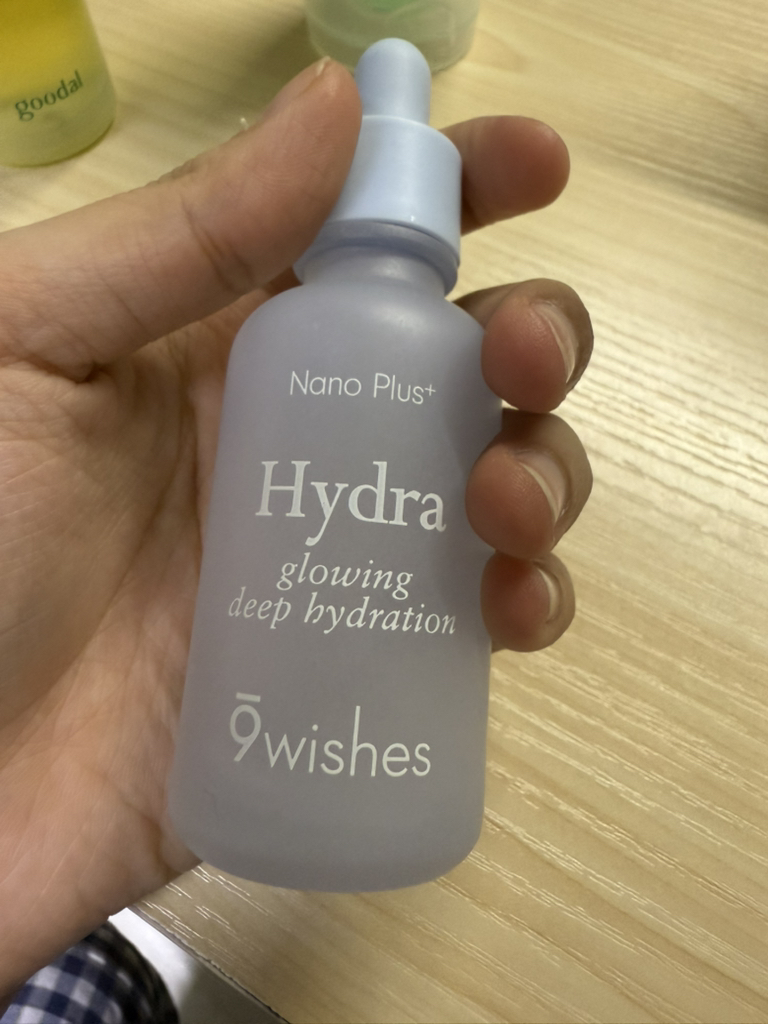 goodal
Nano Plus+
Hydra
glowing
deep hydration
9wishes